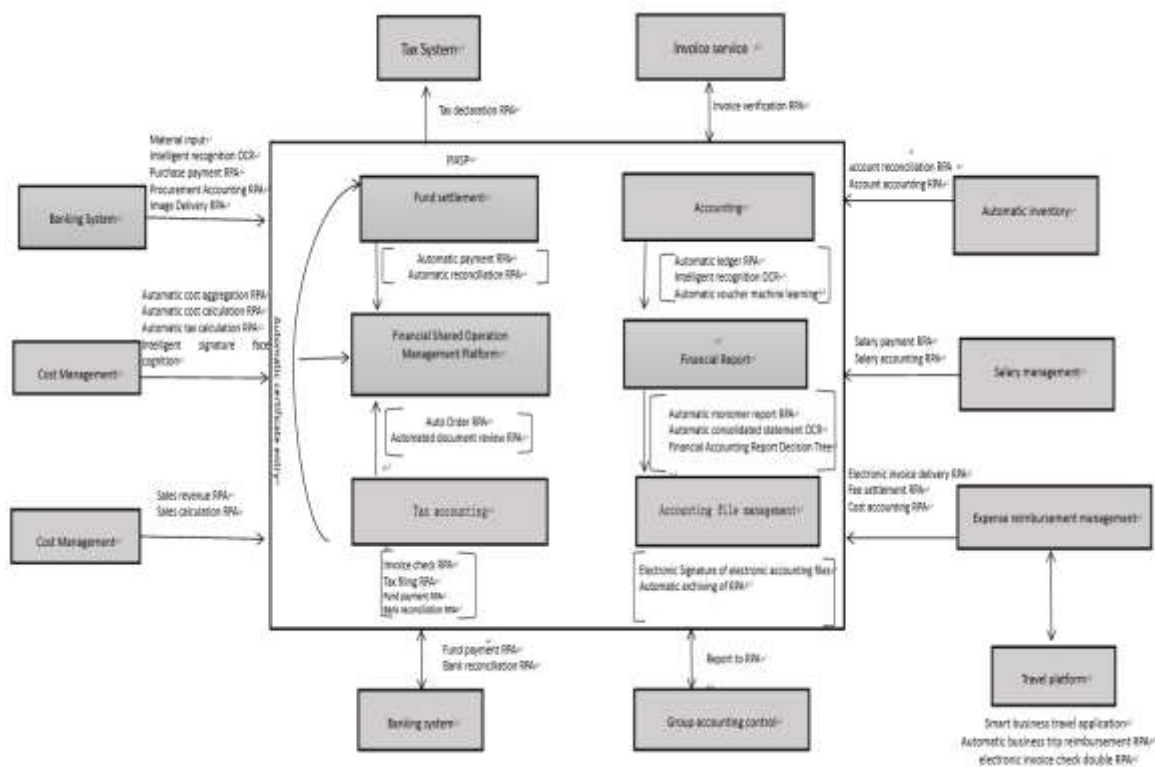 Tax System
Invoice service
Tax declaration RPA
Invoice verification RPA
Material input
Intelligent recognition OCR
Purchase payment RPA
Procurement Accounting RPA
Image Delivery RPA
Banking System
account reconciliation RPA
Account accounting RPA
Automatic inventory
Fund settlement
Accounting
Automatic payment RPA
Automatic reconciliation RPA
Automatic ledger RPA
Intelligent recognition OCR
Automatic voucher machine learning
Automatic cost aggregation RPA
Automatic cost calculation RPA
Automatic tax calculation RPA
Intelligent signature face
cognition
Cost Management
Automatic certificate entry
Financial Shared Operation
Management Platform
Financial Report
Salary payment RPA
Salary accounting RPA
Salary management
Auto Order RPA
Automated document review RPA
Automatic monomer report RPA
Automatic consolidated statement OCR
Financial Accounting Report Decision Tree
Sales revenue RPA
Sales calculation RPA
Cost Management
Tax accounting
Accounting file management
Electronic invoice delivery RPA
Fee settlement RPA
Cost accounting RPA
Expense reimbursement management
Invoice check RPA
Tax filing RPA
Fund payment RPA
Bank reconciliation RPA
Electronic Signature of electronic accounting files
Automatic archiving of RPA
Fund payment RPA
Bank reconciliation RPA
Report to RPA
Banking system
Group accounting control
Travel platform
Smart business travel application
Automatic business trip reimbursement RPA
electronic invoice check double RPA